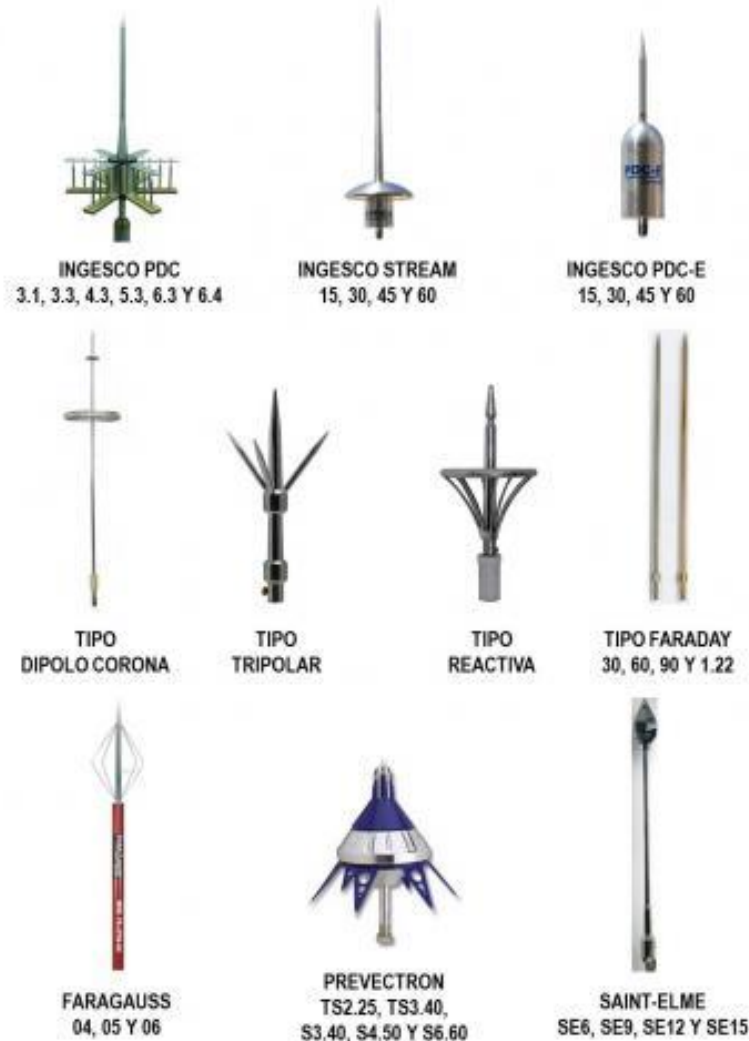 PDC-E
INGESCO PDC
3.1, 3.3, 4.3, 5.3, 6.3 Y 6.4
INGESCO STREAM
15, 30, 45 Y 60
INGESCO PDC-E
15, 30, 45 Y 60
TIPO
DIPOLO CORONA
TIPO
TRIPOLAR
TIPO
REACTIVA
TIPO FARADAY
30, 60, 90 Y 1.22
FARAGAUSS
FARAGAUSS
04, 05 Y 06
PREVECTRON
TS2.25, TS3.40,
S3.40, S4.50 Y S6.60
SAINT-ELME
SE6, SE9, SE12 Y SE15